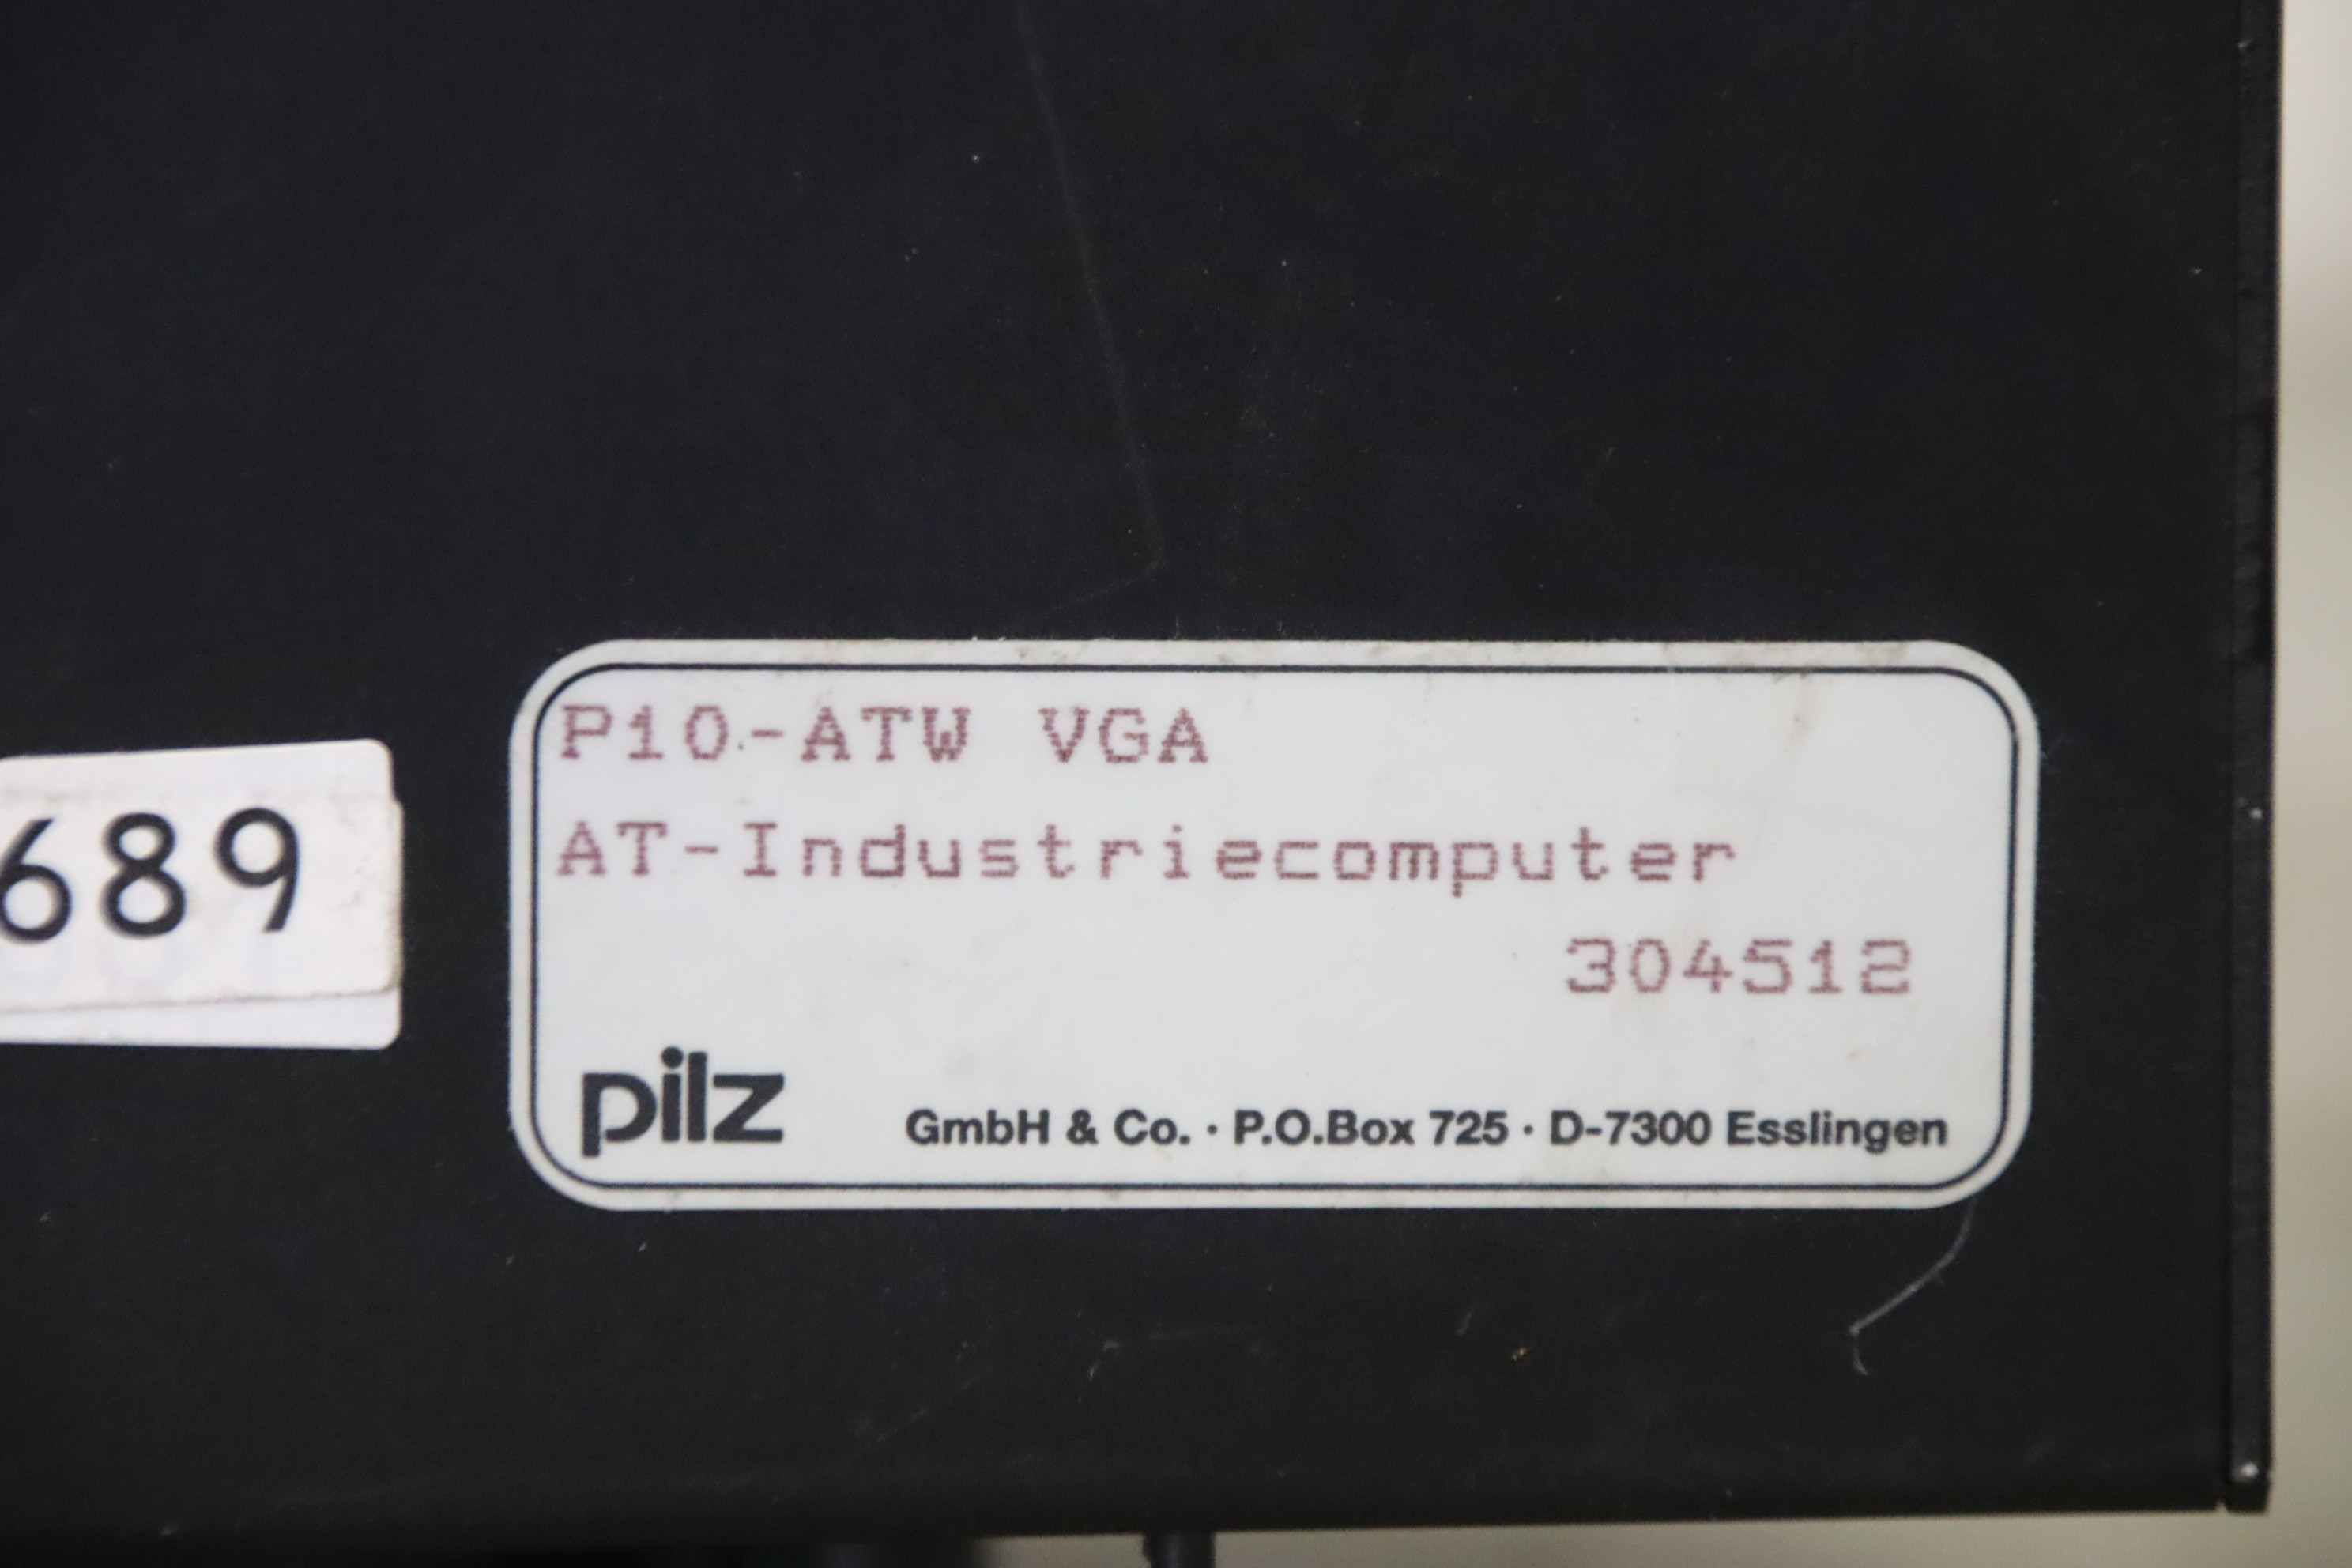 P10-ATW VGA
AT-Industriecomputer
304512
689
pilz GmbH & Co. · P.O.Box 725 · D-7300 Esslingen